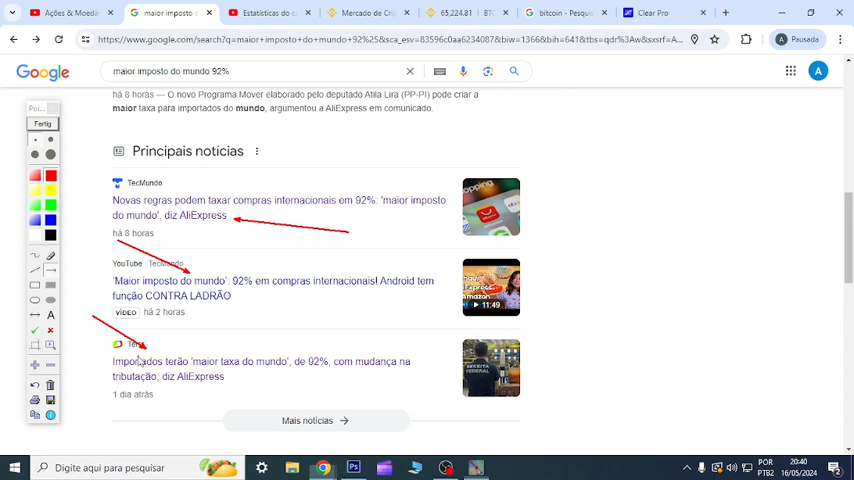 Ações & Moeda
maior imposto d
Estatísticas do ca
Mercado de Crip
65,224.81 | BTC
bitcoin - Pesqui
Clear Pro
https://www.google.com/search?q=maior+imposto+do+mundo+92%25&sca_esv=83596c0aa6234087&biw=1366&bih=641&tbs=qdr%3Aw&sxsrf=A...
A Pausada
Google
maior imposto do mundo 92%
A
há 8 horas — O novo Programa Mover elaborado pelo deputado Atila Lira (PP-PI) pode criar a
maior taxa para importados do mundo, argumentou a AliExpress em comunicado.
Poi...
Fertig
Principais notícias
TecMundo
Novas regras podem taxar compras internacionais em 92%: 'maior imposto
do mundo', diz AliExpress
há 8 horas
YouTube · TecMundo
'Maior imposto do mundo': 92% em compras internacionais! Android tem
função CONTRA LADRÃO
VÍDEO há 2 horas
11:49
Importados terão 'maior taxa do mundo', de 92%, com mudança na
tributação, diz AliExpress
1 dia atrás
RECEITA
FEDERAL
A
Mais notícias
Digite aqui para pesquisar
POR
PTB2
20:40
16/05/2024
2